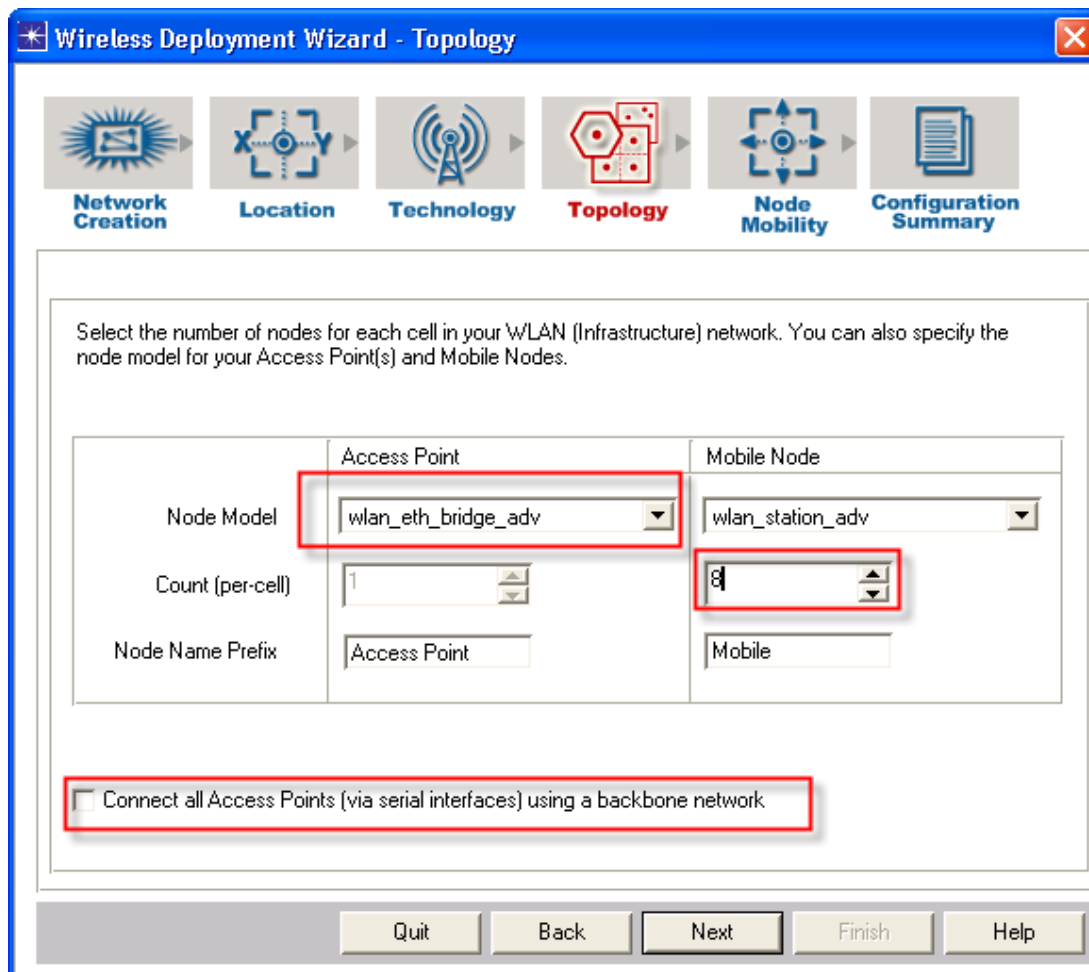 Wireless Deployment Wizard - Topology
Network Creation
Location
Technology
Topology
Node Mobility
Configuration Summary
Select the number of nodes for each cell in your WLAN (Infrastructure) network. You can also specify the
node model for your Access Point(s) and Mobile Nodes.
Access Point Mobile Node
Node Model wlan_eth_bridge_adv wlan_station_adv
Count (per-cell) 1 8
Node Name Prefix Access Point Mobile
Connect all Access Points (via serial interfaces) using a backbone network
Quit Back Next Finish Help